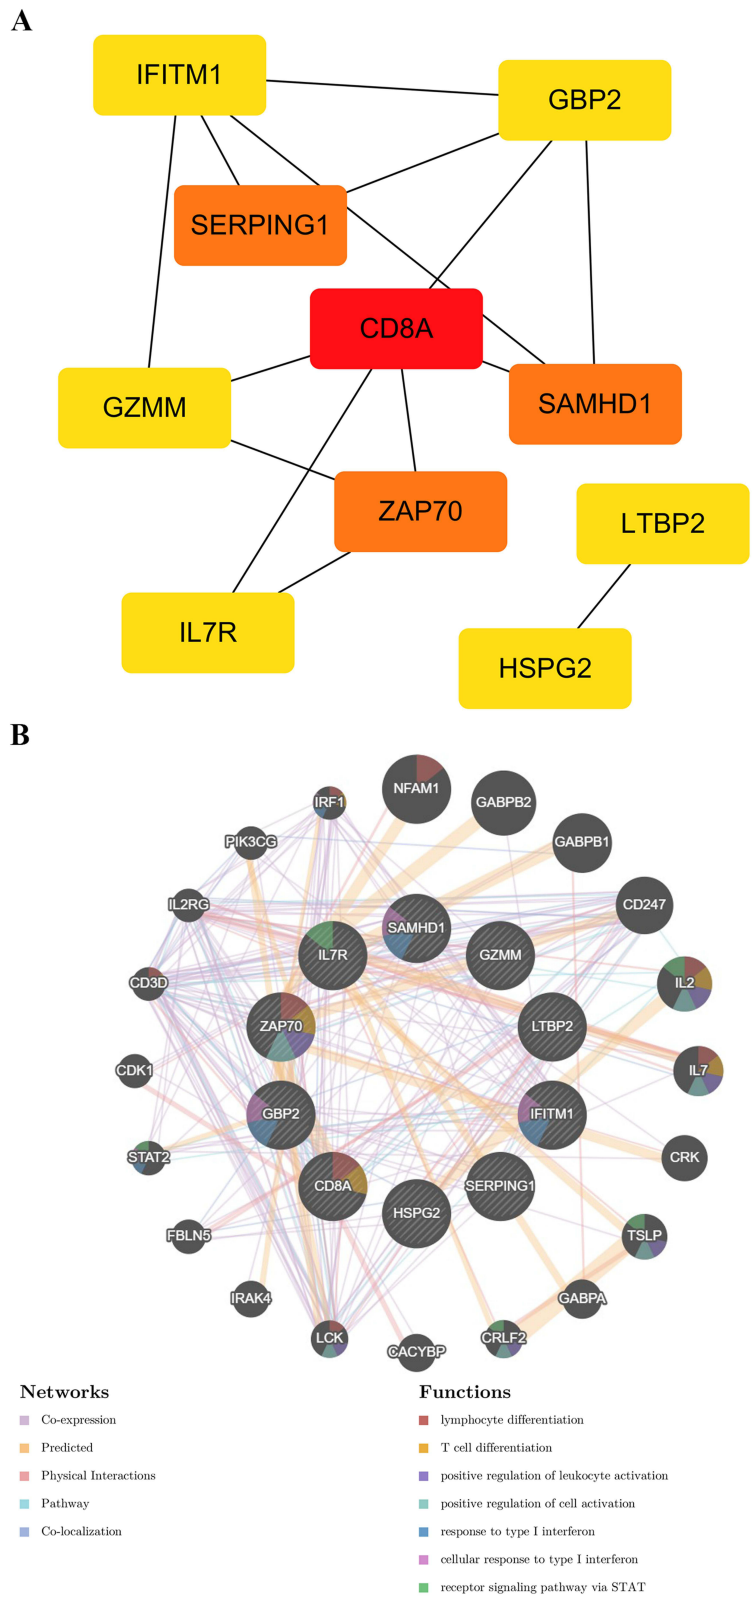 A
IFITM1
GBP2
SERPING1
CD8A
GZMM
SAMHD1
ZAP70
LTBP2
IL7R
HSPG2
B
NFAM1
IRF1
GABPB2
PIK3CG
GABPB1
IL2RG
CD247
SAMHD1
IL7R
GZMM
CD3D
IL2
ZAP70
LTBP2
CDK1
IL7
GBP2
IFITM1
STAT2
CRK
CD8A
SERPING1
HSPG2
FBLN5
TSLP
IRAK4
GABPA
LCK
CRLF2
CACYBP
Networks
Co-expression
Predicted
Physical Interactions
Pathway
Co-localization
Functions
lymphocyte differentiation
T cell differentiation
positive regulation of leukocyte activation
positive regulation of cell activation
response to type I interferon
cellular response to type I interferon
receptor signaling pathway via STAT